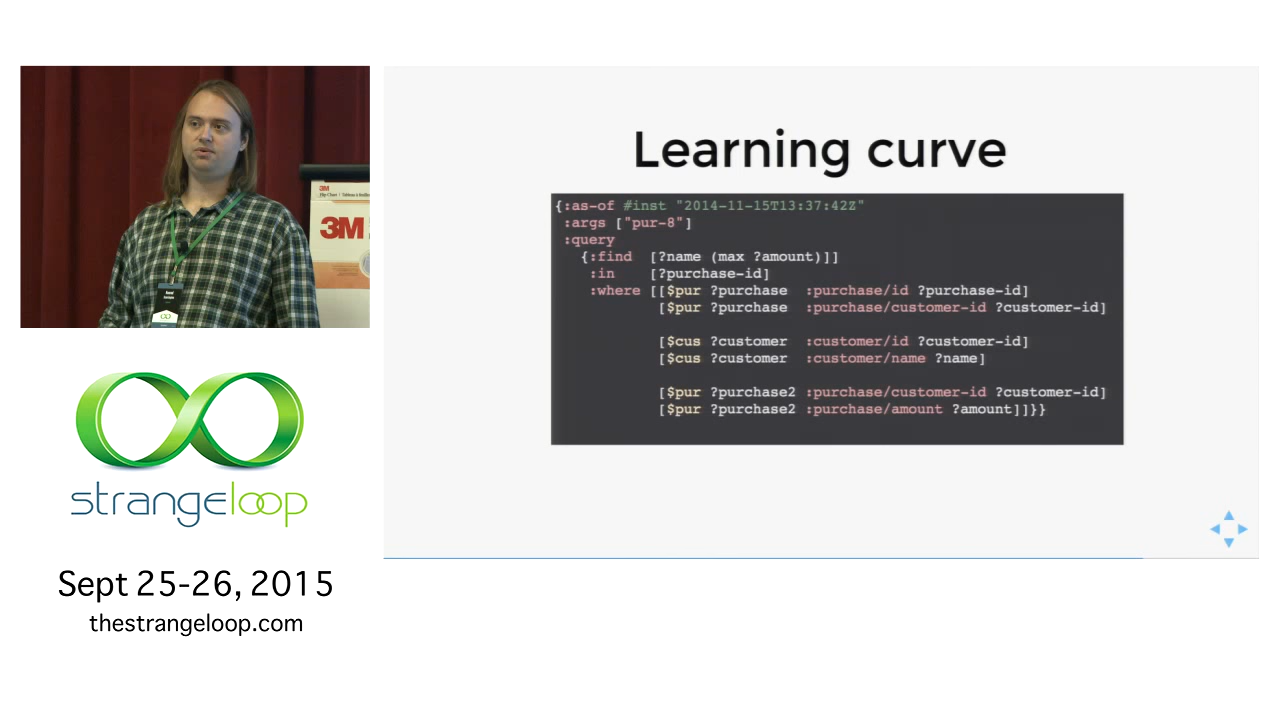 3M
3M
Learning curve
{:as-of #inst "2014-11-15T13:37:42Z"
:args ["pur-8"]
:query
{:find [?name (max ?amount)]]
:in [?purchase-id]
:where [[$pur ?purchase :purchase/id ?purchase-id]
[$pur ?purchase :purchase/customer-id ?customer-id]
[$cus ?customer :customer/id ?customer-id]
[$cus ?customer :customer/name ?name]
[$pur ?purchase2 :purchase/customer-id ?customer-id]
[$pur ?purchase2 :purchase/amount ?amount]]}}
strangeloop
Sept 25-26, 2015
thestrangeloop.com